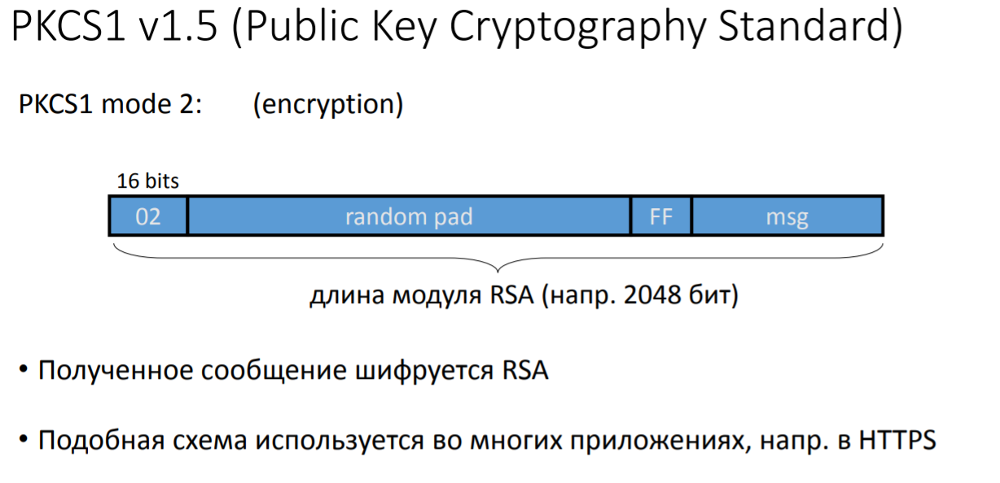 PKCS1 v1.5 (Public Key Cryptography Standard)
PKCS1 mode 2: (encryption)
16 bits
02 random pad FF msg
длина модуля RSA (напр. 2048 бит)
• Полученное сообщение шифруется RSA
• Подобная схема используется во многих приложениях, напр. в HTTPS